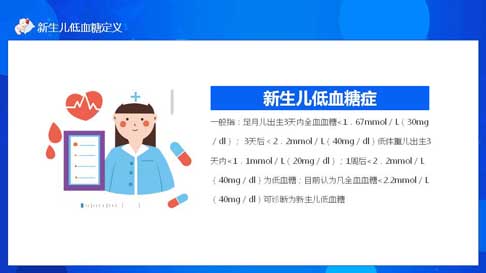 新生儿低血糖定义
新生儿低血糖症
一般指：足月儿出生3天内全血血糖<1．67mmol／L（30mg
／dl）； 3天后<2．2mmol／L（40mg／dl）低体重儿出生3
天内<1．1mmol／L（20mg／dl）；1周后<2．2mmol／L
（40mg／dl）为低血糖；目前认为凡全血血糖<2.2mmol／L
（40mg／dl）可诊断为新生儿低血糖